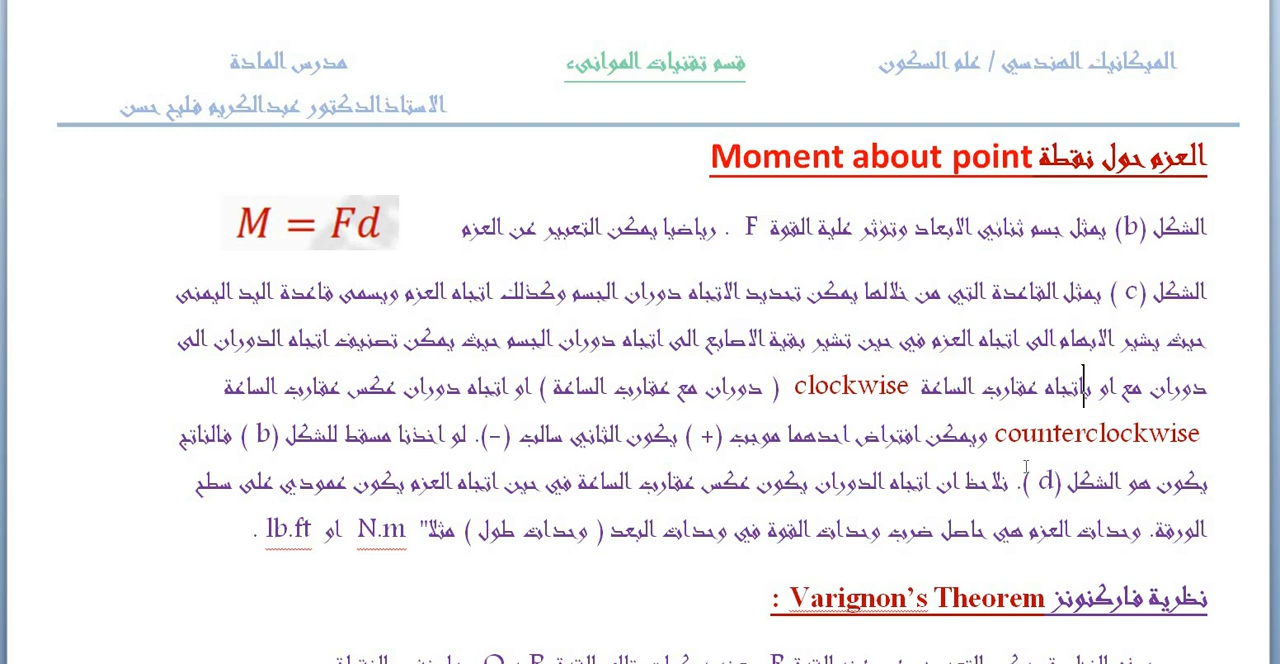 الميكانيك الهندسي / علم السكون قسم تقنيات الموانىء مدرس المادة
الاستاذالدكتور عبدالكريم فليح حسن
العزم حول نقطة Moment about point
الشكل (b) يمثل جسم ثنائي الابعاد وتوثر علية القوة F . رياضيا يمكن التعبير عن العزم M = Fd
الشكل (c ) يمثل القاعدة التي من خلالها يمكن تحديد الاتجاه دوران الجسم وكذلك اتجاه العزم ويسمى قاعدة اليد اليمنى
حيث يشير الابهام الى اتجاه العزم في حين تشير بقية الاصابع الى اتجاه دوران الجسم حيث يمكن تصنيف اتجاه الدوران الى
دوران مع او باتجاه عقارب الساعة clockwise ( دوران مع عقارب الساعة ) او اتجاه دوران عكس عقارب الساعة
counterclockwise ويمكن افتراض احدهما موجب (+ ) يكون الثاني سالب (-). لو اخذنا مسقط للشكل (b ) فالناتج
يكون هو الشكل (d ). نلاحظ ان اتجاه الدوران يكون عكس عقارب الساعة في حين اتجاه العزم يكون عمودي على سطح
الورقة. وحدات العزم هي حاصل ضرب وحدات القوة في وحدات البعد ( وحدات طول ) مثلا" N.m او lb.ft .
نظرية فاركنونز Varignon's Theorem :